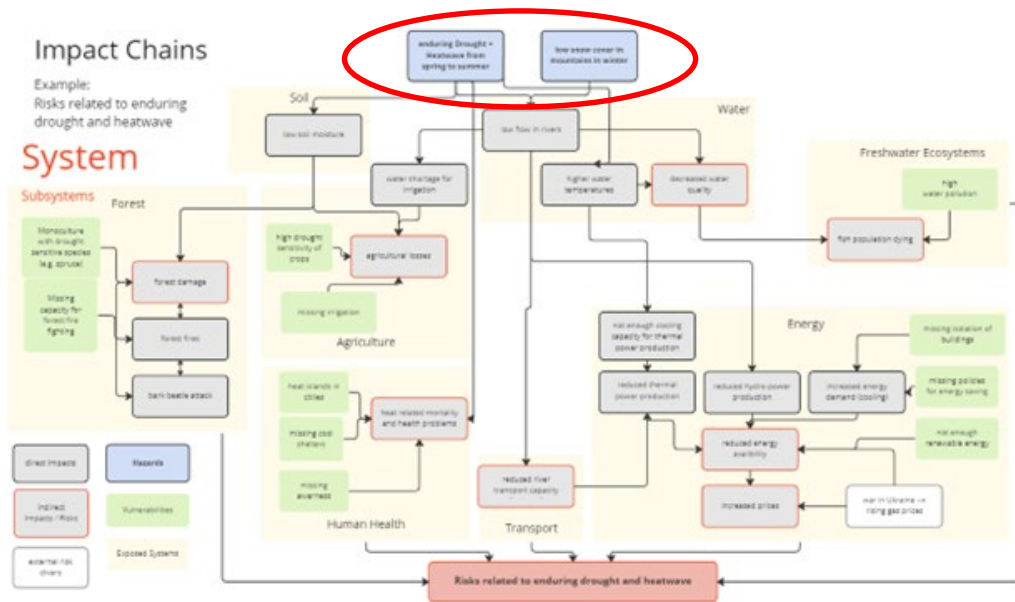 Impact Chains
Example:
Risks related to enduring
drought and heatwave
System
Subsystems
enduring Drought +
Heatwave from
spring to summer
low snow cover in
mountains in winter
Soil
low soil moisture
low flow in rivers
Water
water shortage for
irrigation
higher water
temperatures
decreased water
quality
Freshwater Ecosystems
high
water pollution
fish population dying
Forest
Monoculture
with drought
sensitive species
(e.g. spruce)
Missing
capacity for
forest fire
fighting
forest damage
forest fires
bark beetle attack
high drought
sensitivity of
crops
agricultural losses
missing irrigation
Agriculture
heat islands in
cities
missing cool
shelters
missing
awarness
heat related mortality
and health problems
Human Health
reduced river
transport capacity
Transport
Energy
not enough cooling
capacity for thermal
power production
reduced thermal
power production
reduced hydro-power
production
increased energy
demand (cooling)
missing isolation of
buildings
missing policies
for energy saving
not enough
renewable energy
reduced energy
avalibility
increased prices
war in Ukraine -->
rising gas prices
direct impacts
Hazards
Indirect
Impacts / Risks
Vulnerabilities
external risk
divers
Exposed Systems
Risks related to enduring drought and heatwave